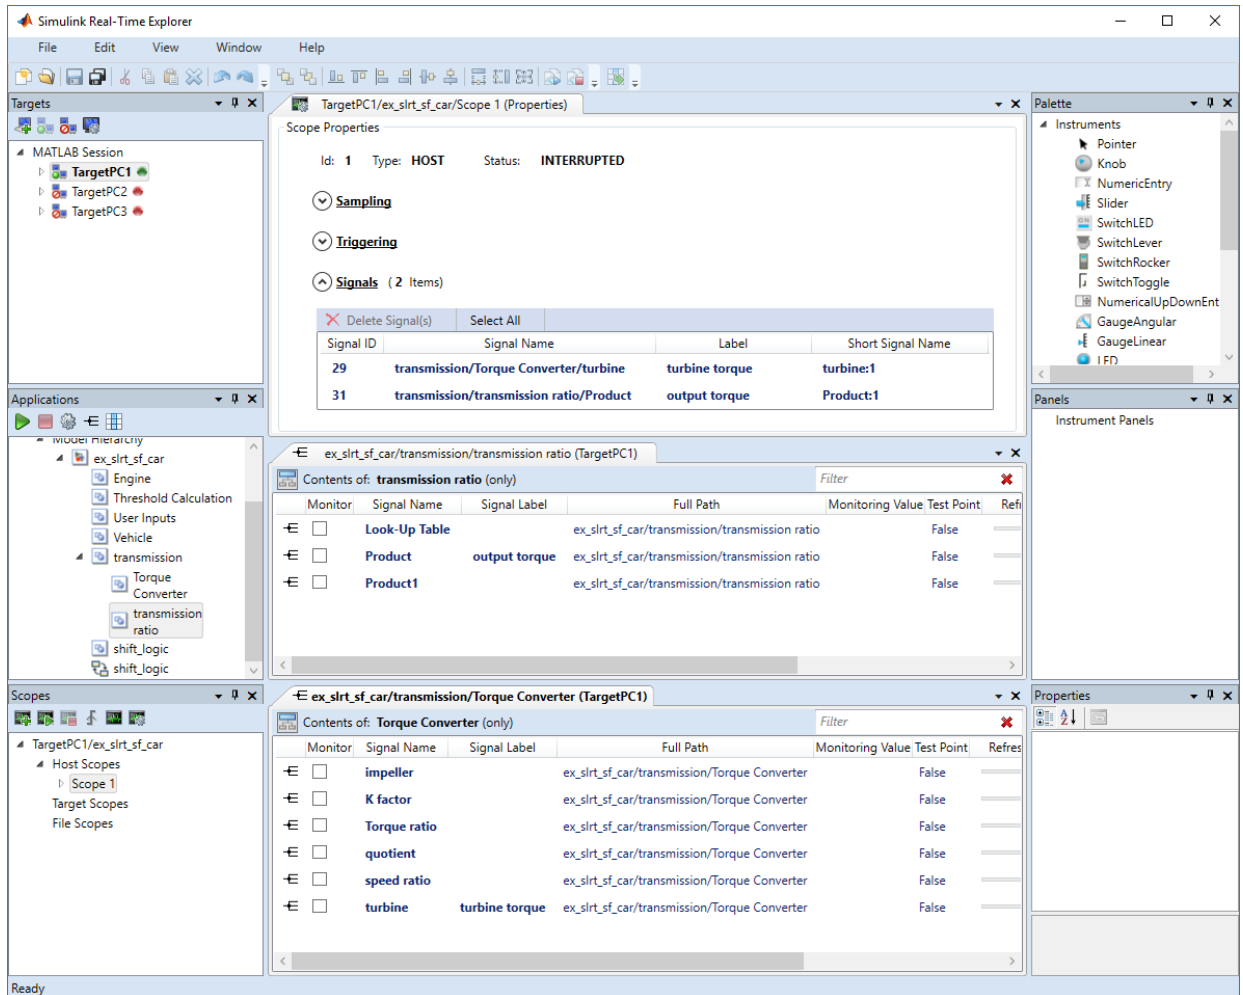 Simulink Real-Time Explorer
File Edit View Window Help
Targets
MATLAB Session
TargetPC1
TargetPC2
TargetPC3
Applications
Model Hierarchy
ex_slrt_sf_car
Engine
Threshold Calculation
User Inputs
Vehicle
transmission
Torque
Converter
transmission
ratio
shift_logic
shift_logic
Scopes
TargetPC1/ex_slrt_sf_car
Host Scopes
Scope 1
Target Scopes
File Scopes
TargetPC1/ex_slrt_sf_car/Scope 1 (Properties)
Scope Properties
Id: 1 Type: HOST Status: INTERRUPTED
Sampling
Triggering
Signals ( 2 Items)
Delete Signal(s) Select All
Signal ID Signal Name Label Short Signal Name
29 transmission/Torque Converter/turbine turbine torque turbine:1
31 transmission/transmission ratio/Product output torque Product:1
ex_slrt_sf_car/transmission/transmission ratio (TargetPC1)
Contents of: transmission ratio (only) Filter
Monitor Signal Name Signal Label Full Path Monitoring Value Test Point Refr
Look-Up Table ex_slrt_sf_car/transmission/transmission ratio False
Product output torque ex_slrt_sf_car/transmission/transmission ratio False
Product1 ex_slrt_sf_car/transmission/transmission ratio False
ex_slrt_sf_car/transmission/Torque Converter (TargetPC1)
Contents of: Torque Converter (only) Filter
Monitor Signal Name Signal Label Full Path Monitoring Value Test Point Refres
impeller ex_slrt_sf_car/transmission/Torque Converter False
K factor ex_slrt_sf_car/transmission/Torque Converter False
Torque ratio ex_slrt_sf_car/transmission/Torque Converter False
quotient ex_slrt_sf_car/transmission/Torque Converter False
speed ratio ex_slrt_sf_car/transmission/Torque Converter False
turbine turbine torque ex_slrt_sf_car/transmission/Torque Converter False
Palette
Instruments
Pointer
Knob
NumericEntry
Slider
SwitchLED
SwitchLever
SwitchRocker
SwitchToggle
NumericalUpDownEnt
GaugeAngular
GaugeLinear
LED
Panels
Instrument Panels
Properties
Ready